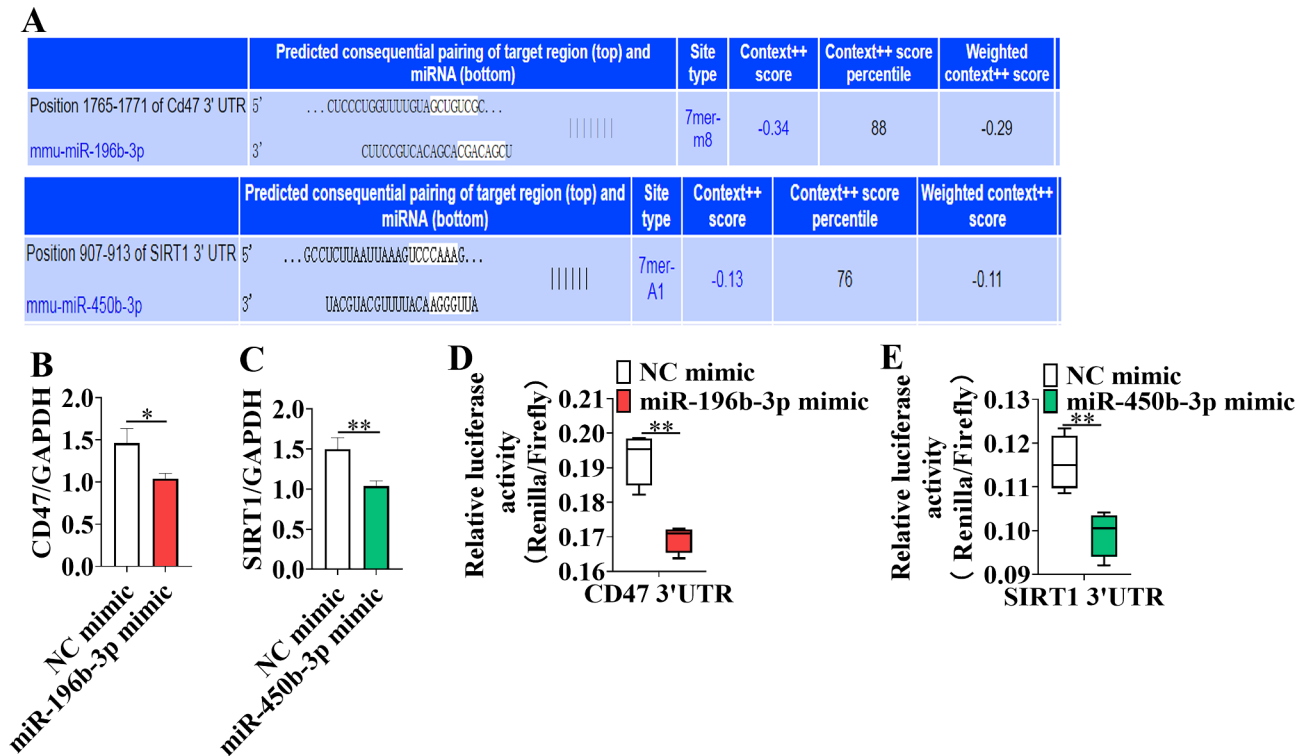 A
Predicted consequential pairing of target region (top) and
miRNA (bottom)
Site
type
Context++
score
Context++ score
percentile
Weighted
context++ score
Position 1765-1771 of Cd47 3' UTR
5' ...CUCCCUGGUUUUGUAGCUGUCGC...
mmu-miR-196b-3p
3' CUUCCGUCACAGCACGACAGCU
7mer-
m8
-0.34
88
-0.29
Predicted consequential pairing of target region (top) and
miRNA (bottom)
Site
type
Context++
score
Context++ score
percentile
Weighted context++
score
Position 907-913 of SIRT1 3' UTR
5' ...GCCUCUUAAUUAAAGUCCCAAAG...
mmu-miR-450b-3p
3' UACGUACGUUUUACAAGGGUUA
7mer-
A1
-0.13
76
-0.11
B
CD47/GAPDH
2.0
1.5
1.0
0.5
0.0
*
NC mimic
miR-196b-3p mimic
C
SIRT1/GAPDH
2.0
1.5
1.0
0.5
0.0
**
NC mimic
miR-450b-3p mimic
D
NC mimic
miR-196b-3p mimic
Relative luciferase
activity
(Renilla/Firefly)
0.21
0.20
0.19
0.18
0.17
0.16
**
CD47 3'UTR
E
NC mimic
miR-450b-3p mimic
Relative luciferase
activity
( Renilla/Firefly)
0.13
0.12
0.11
0.10
0.09
**
SIRT1 3'UTR